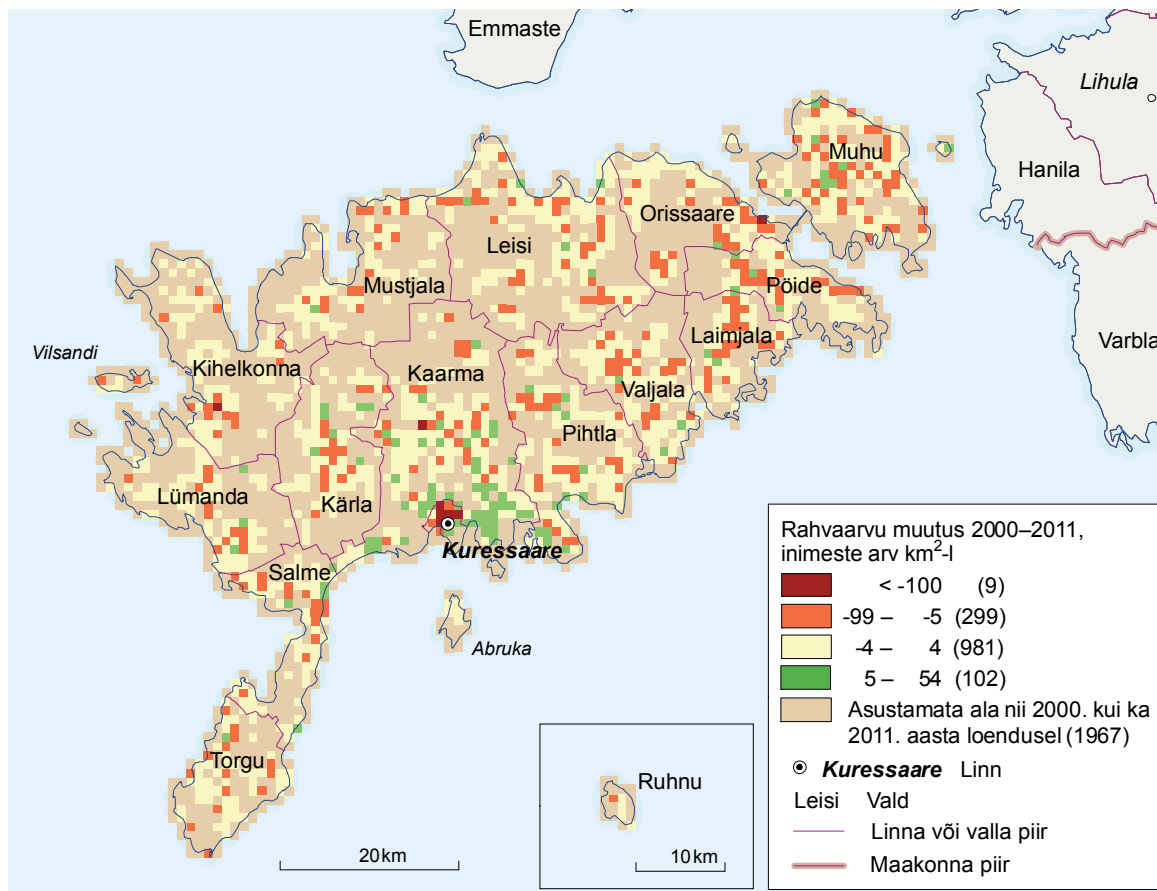 Emmaste
Lihula
Muhu
Hanila
Orissaare
Leisi
Mustjala
Pöide
Laimjala
Varbla
Vilsandi
Kihelkonna
Kaarma
Valjala
Pihtla
Lümanda
Kärla
Kuressaare
Salme
Abruka
Torgu
Ruhnu
20 km
10 km
Rahvaarvu muutus 2000–2011,
inimeste arv km²-l
< -100 (9)
-99 – -5 (299)
-4 – 4 (981)
5 – 54 (102)
Asustamata ala nii 2000. kui ka
2011. aasta loendusel (1967)
Kuressaare Linn
Leisi Vald
Linna või valla piir
Maakonna piir